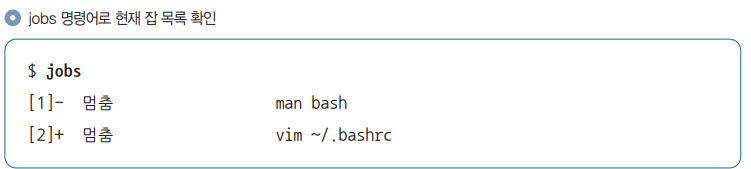 jobs 명령어로 현재 잡 목록 확인
$ jobs
[1]- 멈춤 man bash
[2]+ 멈춤 vim ~/.bashrc